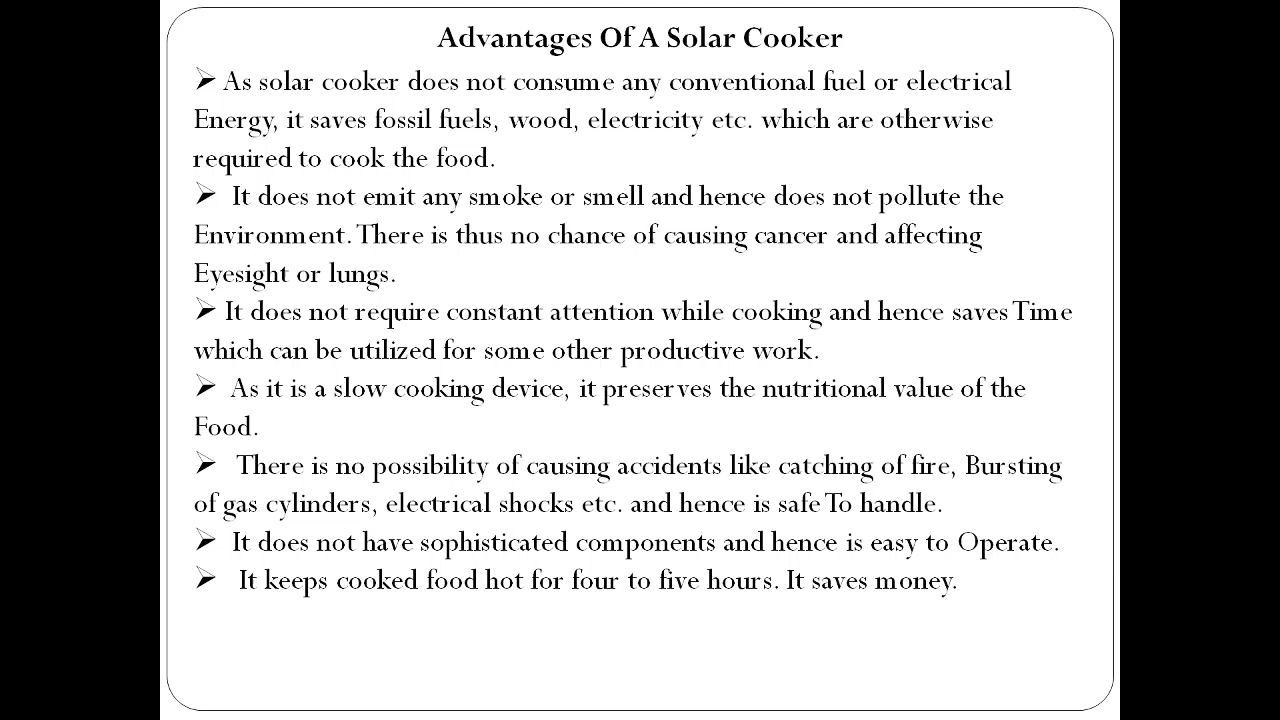 Advantages Of A Solar Cooker
➢ As solar cooker does not consume any conventional fuel or electrical
Energy, it saves fossil fuels, wood, electricity etc. which are otherwise
required to cook the food.
➢ It does not emit any smoke or smell and hence does not pollute the
Environment. There is thus no chance of causing cancer and affecting
Eyesight or lungs.
➢ It does not require constant attention while cooking and hence saves Time
which can be utilized for some other productive work.
➢ As it is a slow cooking device, it preserves the nutritional value of the
Food.
➢ There is no possibility of causing accidents like catching of fire, Bursting
of gas cylinders, electrical shocks etc. and hence is safe To handle.
➢ It does not have sophisticated components and hence is easy to Operate.
➢ It keeps cooked food hot for four to five hours. It saves money.